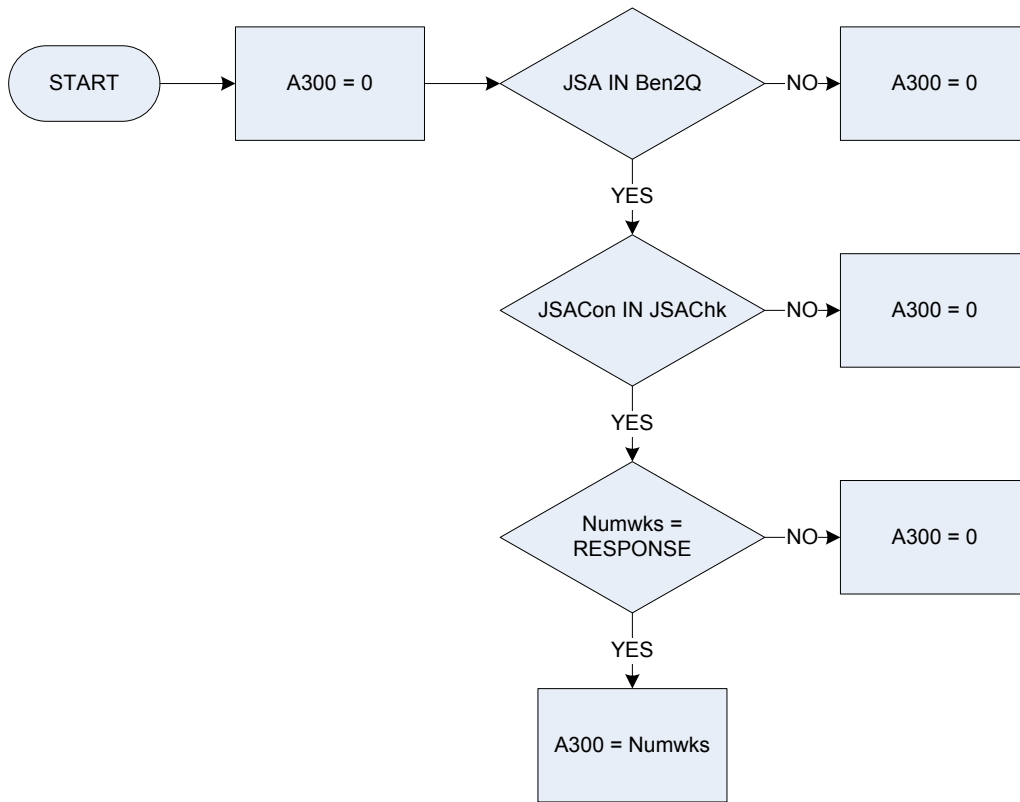 START
A300 = 0
JSA IN Ben2Q
NO
A300 = 0
YES
JSACon IN JSAChk
NO
A300 = 0
YES
Numwks =
RESPONSE
NO
A300 = 0
YES
A300 = Numwks